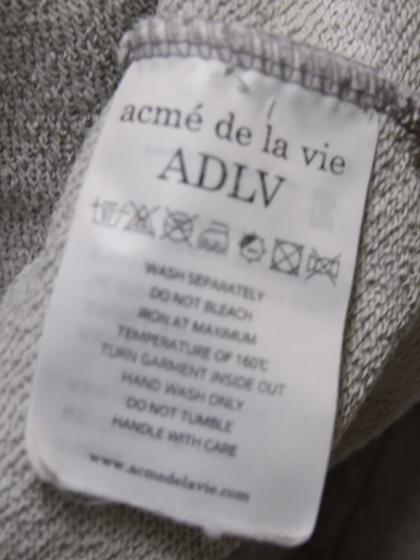 acmé de la vie
ADLV
WASH SEPARATELY
DO NOT BLEACH
IRON AT MAXIMUM
TEMPERATURE OF 160℃
TURN GARMENT INSIDE OUT
HAND WASH ONLY
DO NOT TUMBLE
HANDLE WITH CARE
www.acmedelavie.com